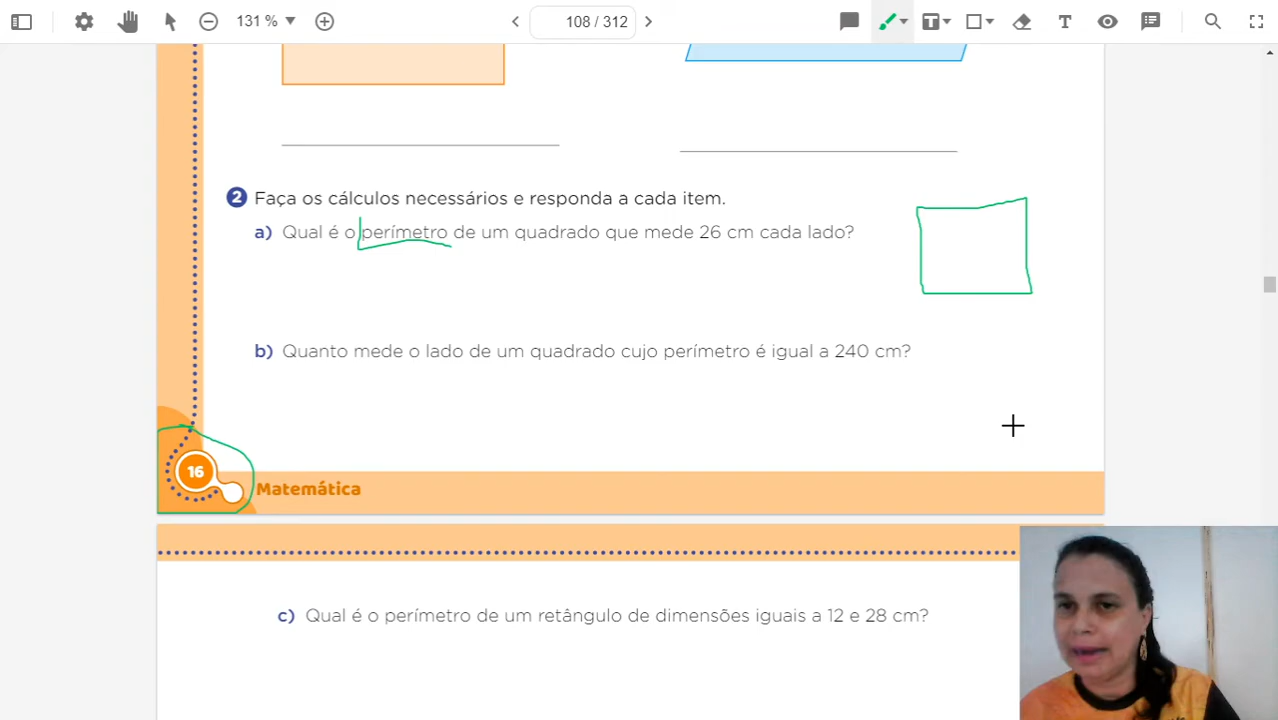 131 %
108 / 312
2 Faça os cálculos necessários e responda a cada item.
a) Qual é o perímetro de um quadrado que mede 26 cm cada lado?
b) Quanto mede o lado de um quadrado cujo perímetro é igual a 240 cm?
16
Matemática
c) Qual é o perímetro de um retângulo de dimensões iguais a 12 e 28 cm?